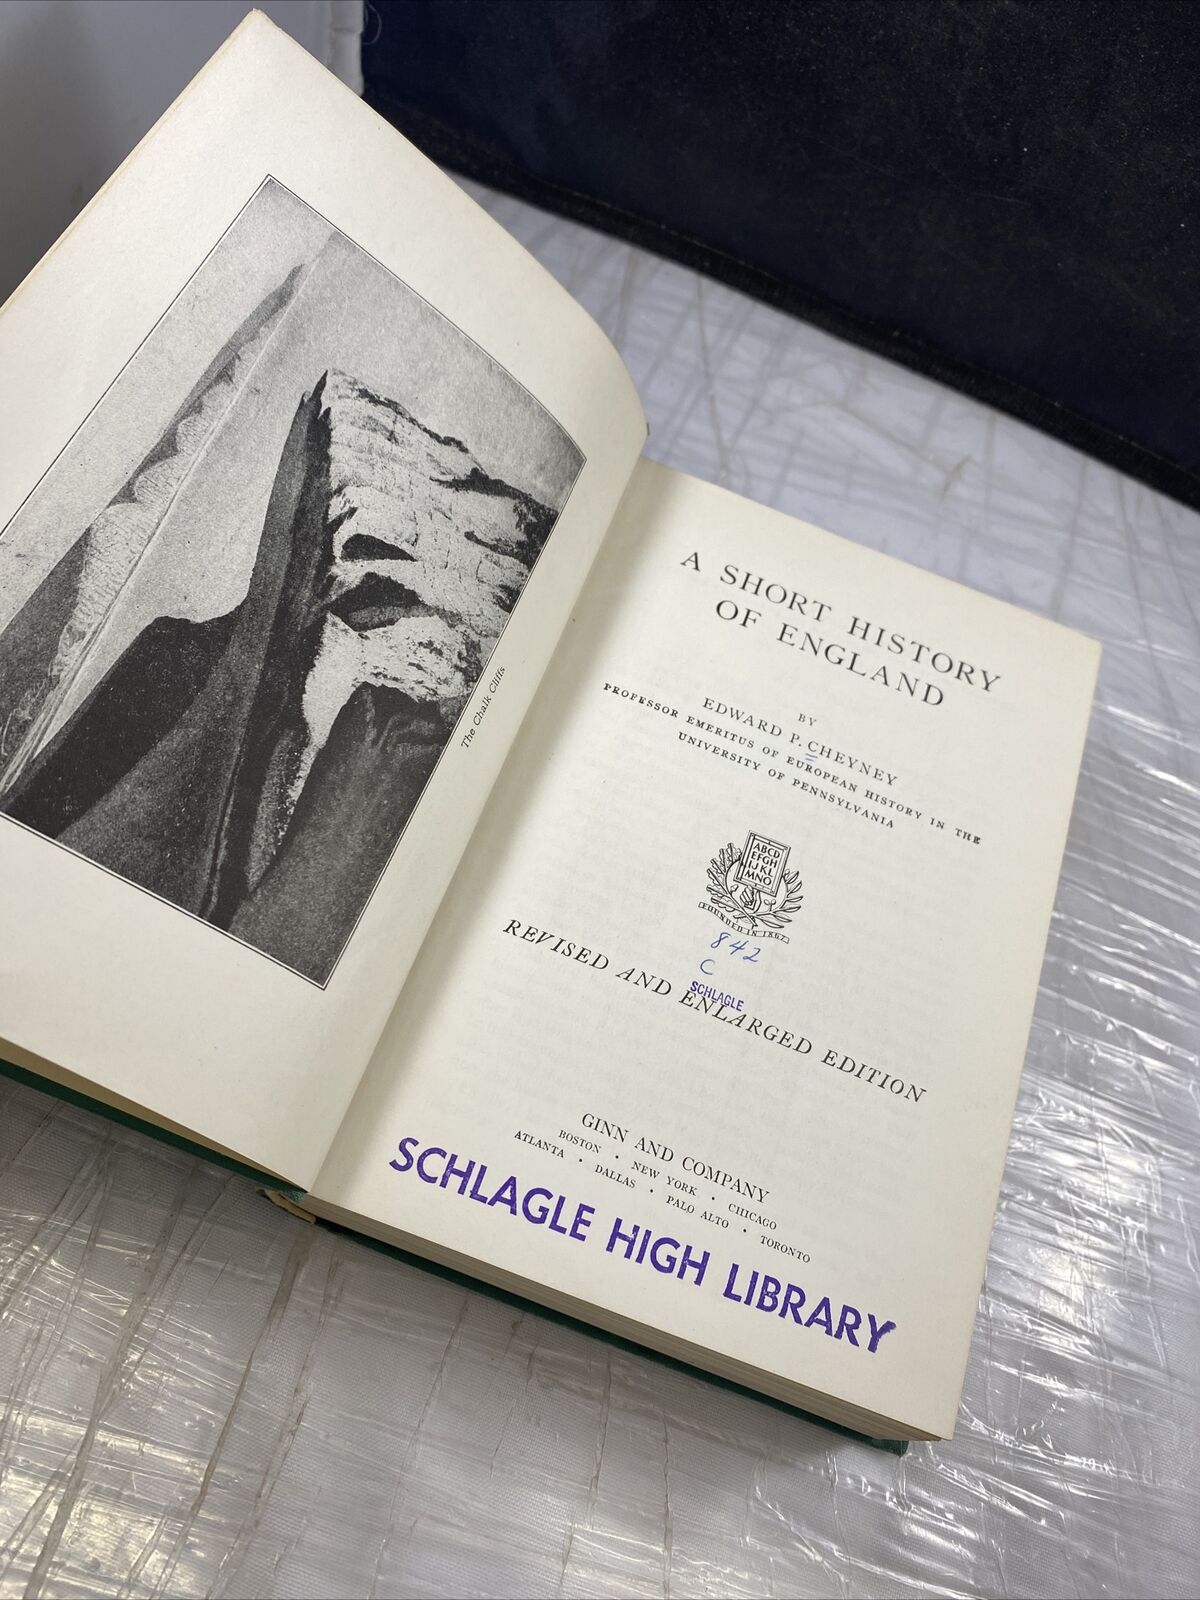 The Chalk Cliffs
A SHORT HISTORY
OF ENGLAND
BY
EDWARD P. CHEYNEY
PROFESSOR EMERITUS OF EUROPEAN HISTORY IN THE
UNIVERSITY OF PENNSYLVANIA
ABCD
EFGH
IJKL
MNO
FOUNDED IN 1867
842
C
SCHLAGLE
REVISED AND ENLARGED EDITION
GINN AND COMPANY
BOSTON · NEW YORK · CHICAGO
ATLANTA · DALLAS · PALO ALTO · TORONTO
SCHLAGLE HIGH LIBRARY